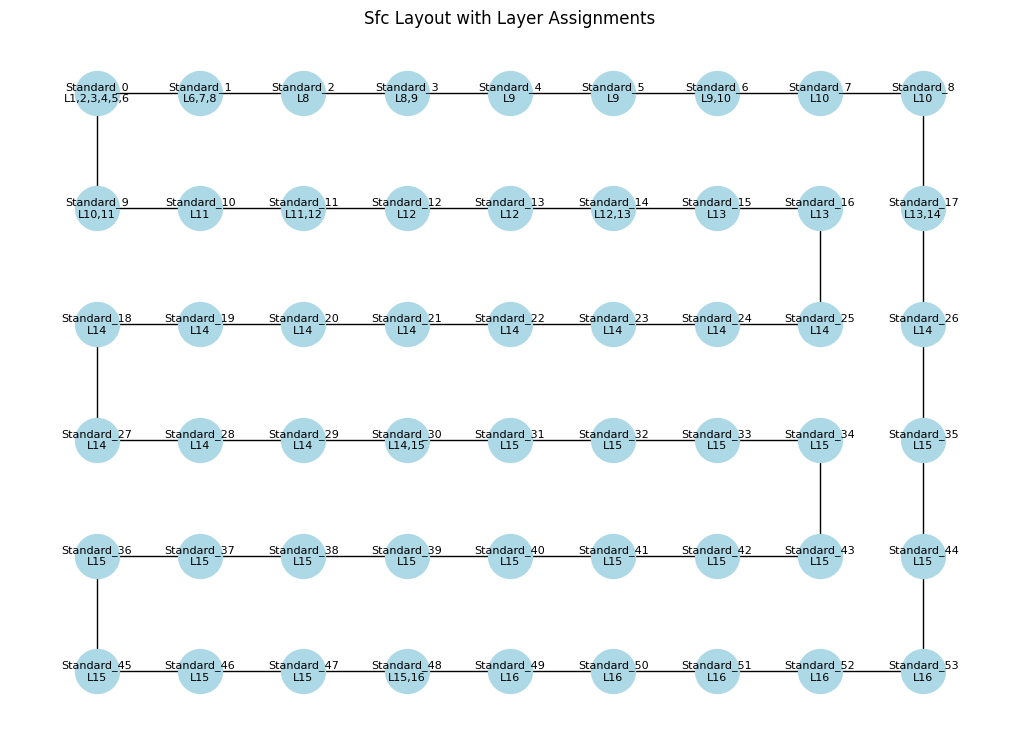 Sfc Layout with Layer Assignments
Standard_0 Standard_1 Standard_2 Standard_3 Standard_4 Standard_5 Standard_6 Standard_7 Standard_8
L1,2,3,4,5,6 L6,7,8 L8 L8,9 L9 L9 L9,10 L10 L10
Standard_9 Standard_10 Standard_11 Standard_12 Standard_13 Standard_14 Standard_15 Standard_16 Standard_17
L10,11 L11 L11,12 L12 L12 L12,13 L13 L13 L13,14
Standard_18 Standard_19 Standard_20 Standard_21 Standard_22 Standard_23 Standard_24 Standard_25 Standard_26
L14 L14 L14 L14 L14 L14 L14 L14 L14
Standard_27 Standard_28 Standard_29 Standard_30 Standard_31 Standard_32 Standard_33 Standard_34 Standard_35
L14 L14 L14 L14,15 L15 L15 L15 L15 L15
Standard_36 Standard_37 Standard_38 Standard_39 Standard_40 Standard_41 Standard_42 Standard_43 Standard_44
L15 L15 L15 L15 L15 L15 L15 L15 L15
Standard_45 Standard_46 Standard_47 Standard_48 Standard_49 Standard_50 Standard_51 Standard_52 Standard_53
L15 L15 L15 L15,16 L16 L16 L16 L16 L16